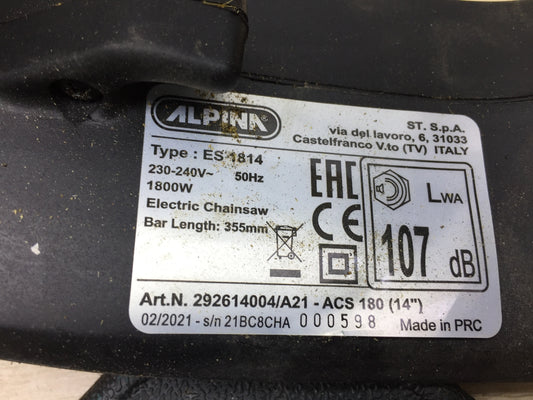 ALPINA
ST. S.p.A.
via del lavoro, 6, 31033
Castelfranco V.to (TV) ITALY
Type : ES 1814
230-240V~ 50Hz
1800W
Electric Chainsaw
Bar Length: 355mm
EAC
CE
LWA
107 dB
Art.N. 292614004/A21 - ACS 180 (14")
02/2021 - s/n 21BC8CHA 000598 Made in PRC